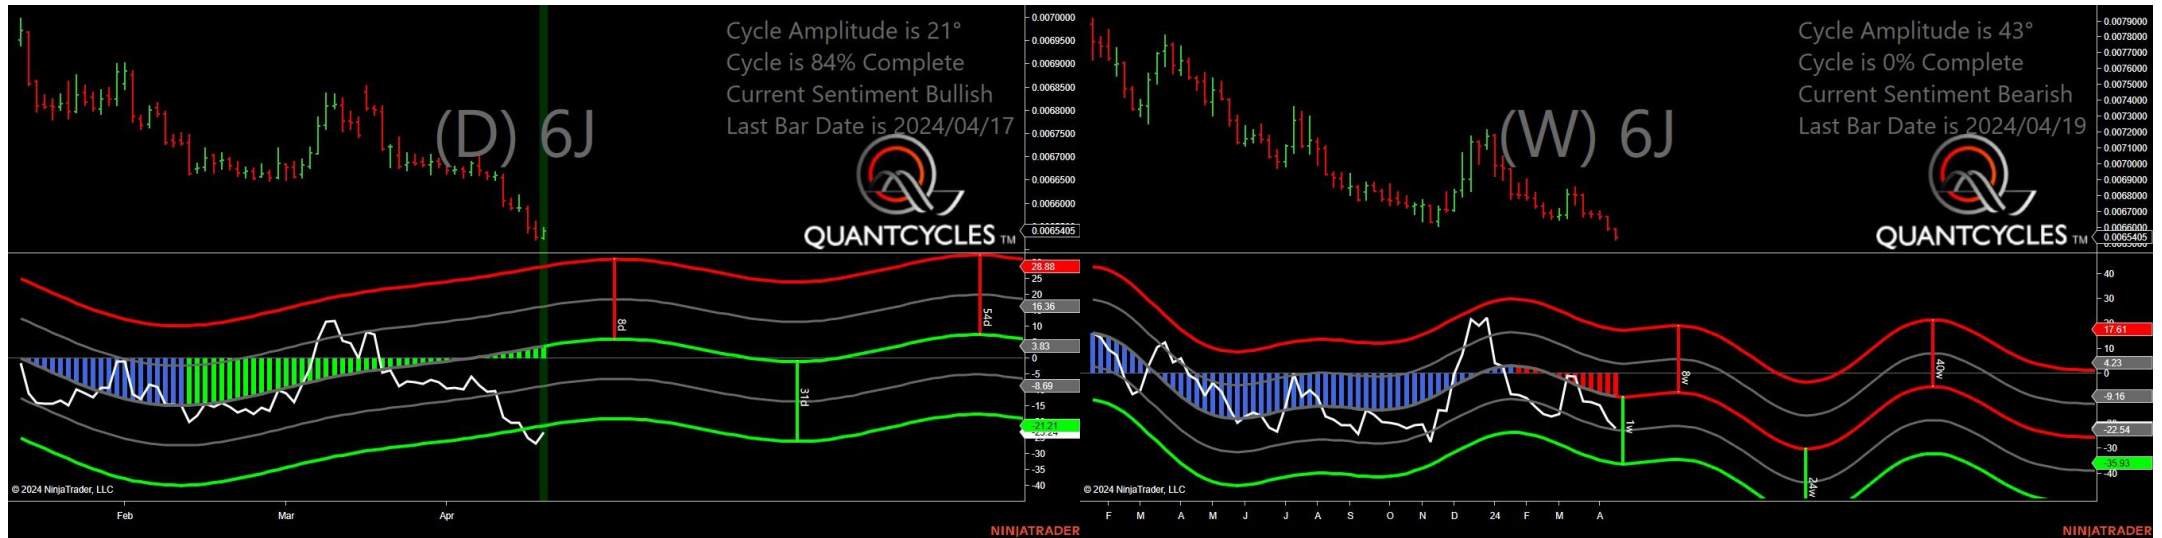 Cycle Amplitude is 21°
Cycle is 84% Complete
Current Sentiment Bullish
Last Bar Date is 2024/04/17
(D) 6J
QUANTCYCLES TM
0.0070000
0.0069500
0.0069000
0.0068500
0.0068000
0.0067500
0.0067000
0.0066500
0.0066000
0.0065405
28.88
25
20
16.36
10
5
3.83
0
-5
-8.69
-15
-21.21
-30
-35
-40
8d
31d
54d
© 2024 NinjaTrader, LLC
Feb
Mar
Apr
NINJATRADER
Cycle Amplitude is 43°
Cycle is 0% Complete
Current Sentiment Bearish
Last Bar Date is 2024/04/19
(W) 6J
QUANTCYCLES TM
0.0079000
0.0078000
0.0077000
0.0076000
0.0075000
0.0074000
0.0073000
0.0072000
0.0071000
0.0070000
0.0069000
0.0068000
0.0067000
0.0066000
0.0065405
40
30
17.61
10
4.23
0
-9.16
-22.54
-30
-35.93
-40
1w
8w
24w
40w
© 2024 NinjaTrader, LLC
F M A M J J A S O N D 24 F M A
NINJATRADER